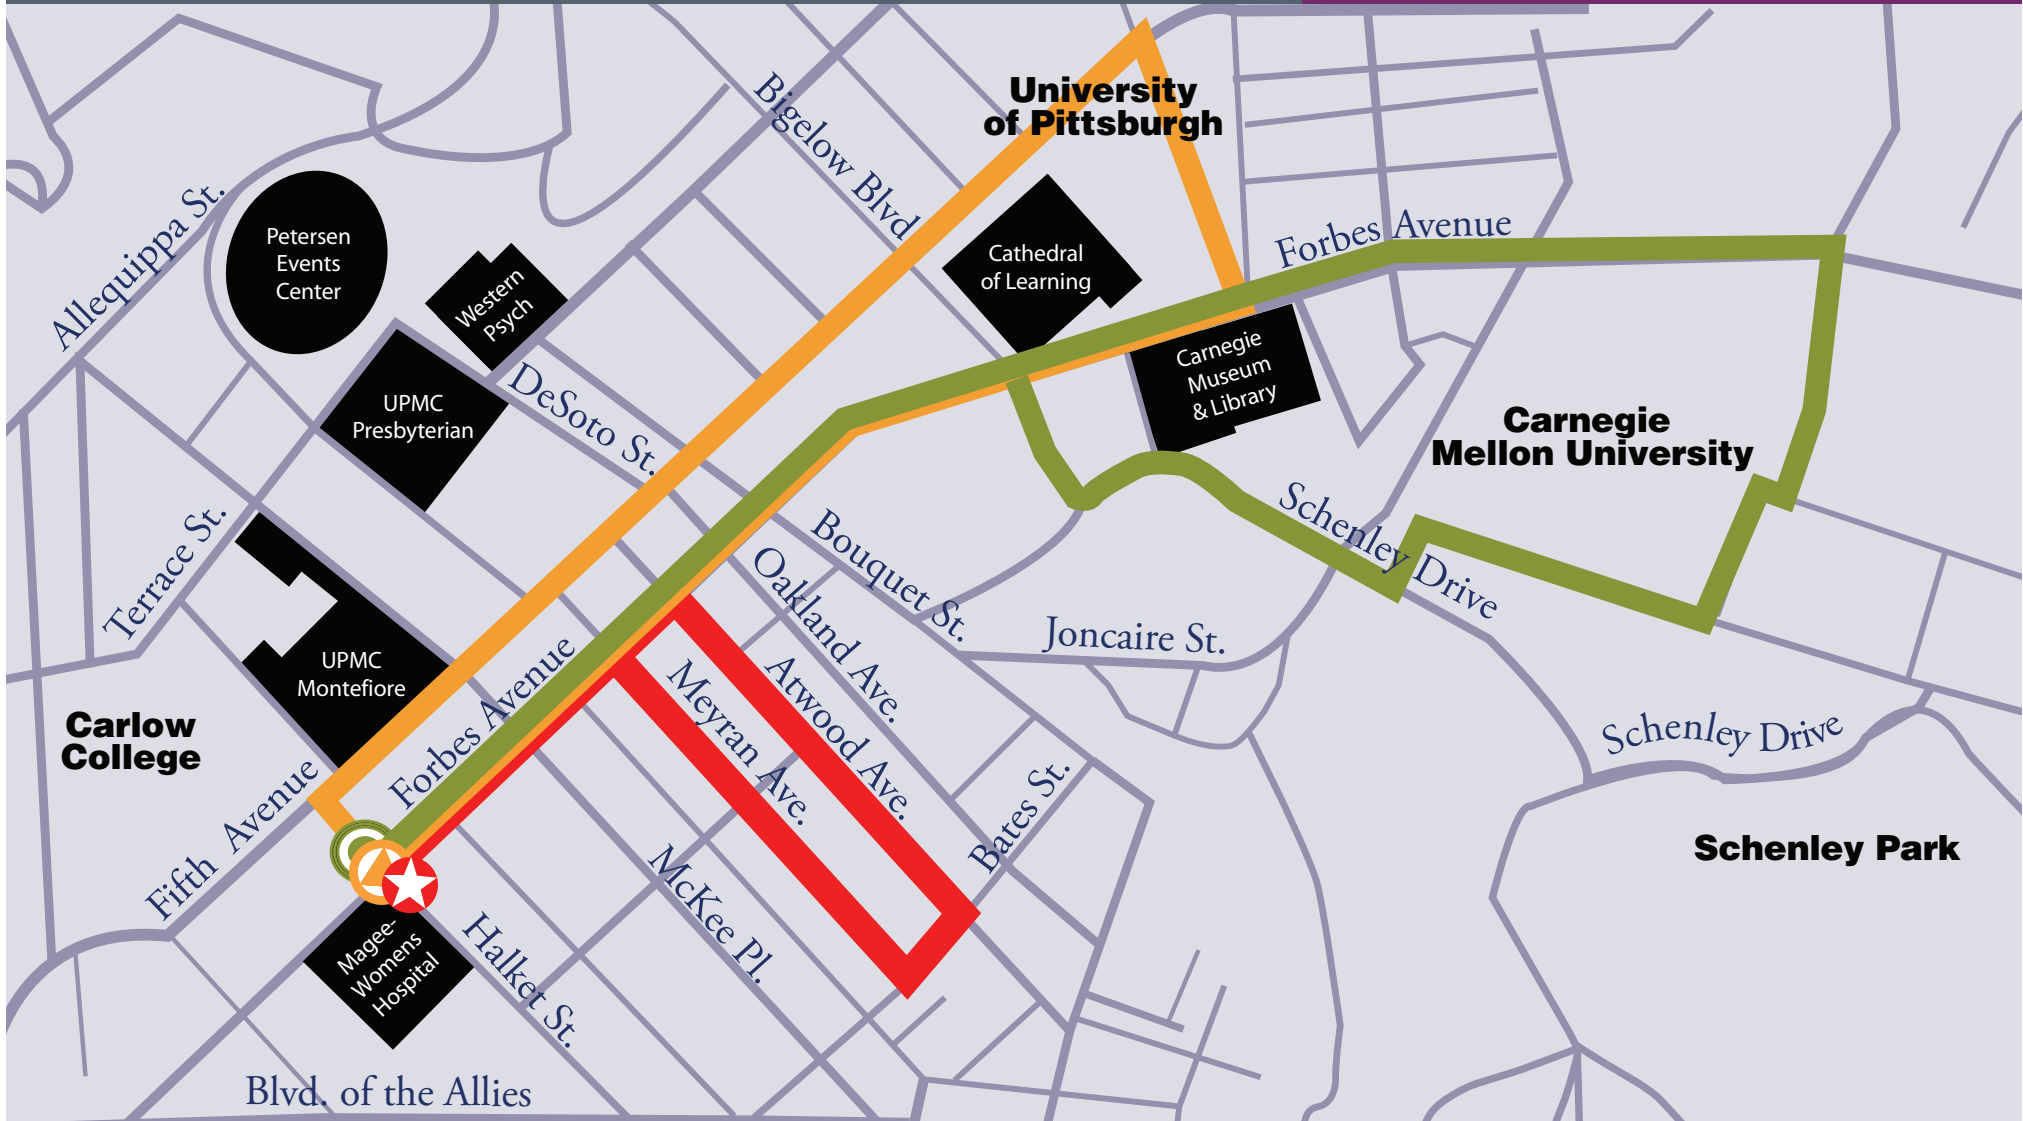 Bigelow Blvd
University
of Pittsburgh
Allequippa St.
Petersen
Events
Center
Western
Psych
Cathedral
of Learning
Forbes Avenue
UPMC
Presbyterian
DeSoto St.
Carnegie
Museum
& Library
Carnegie
Mellon University
Terrace St.
Bouquet St.
Schenley Drive
Oakland Ave.
Joncaire St.
UPMC
Montefiore
Forbes Avenue
Meyran Ave.
Atwood Ave.
Carlow
College
Schenley Drive
Fifth Avenue
Bates St.
Schenley Park
McKee Pl.
Magee-
Womens
Hospital
Halket St.
Blvd. of the Allies